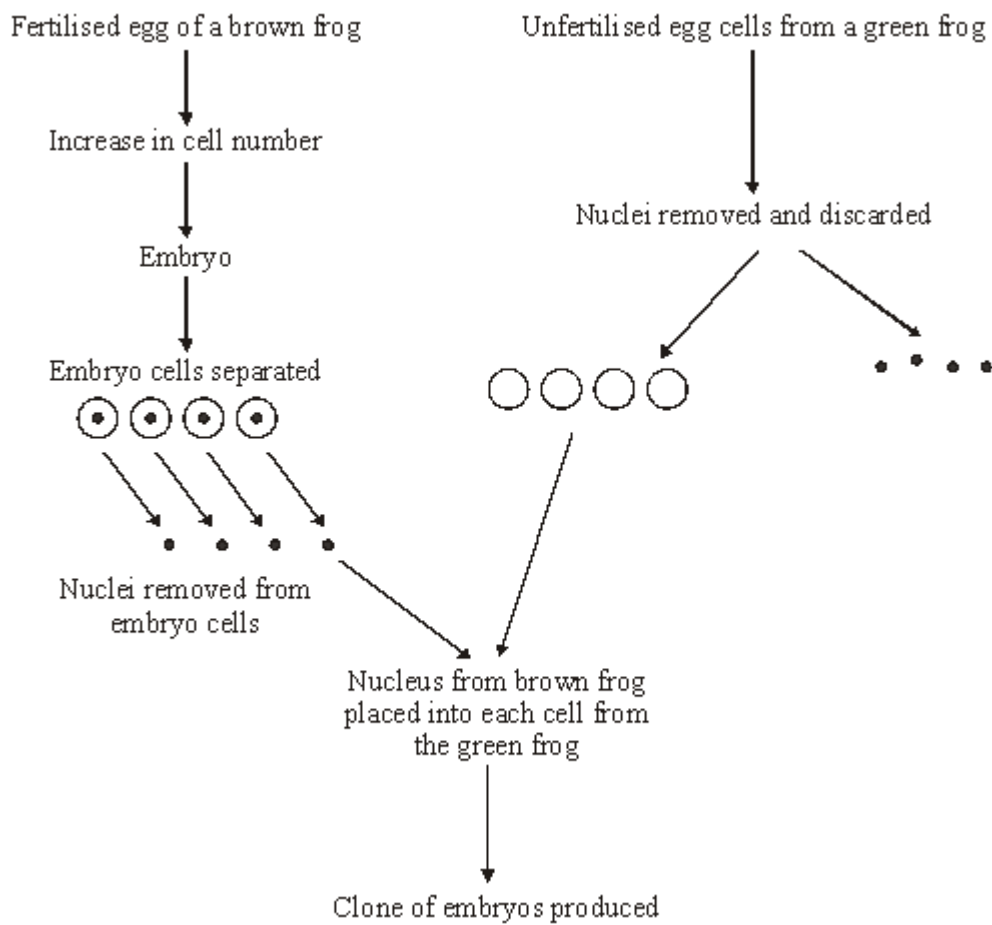 Fertilised egg of a brown frog
Unfertilised egg cells from a green frog
Increase in cell number
Nuclei removed and discarded
Embryo
Embryo cells separated
Nuclei removed from
embryo cells
Nucleus from brown frog
placed into each cell from
the green frog
Clone of embryos produced